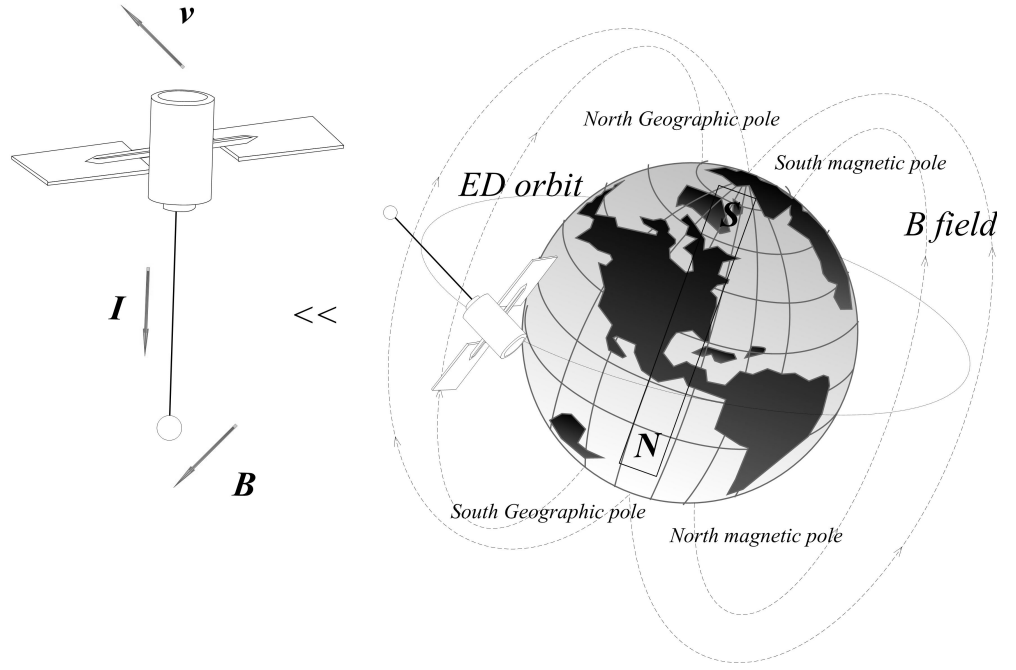 v
North Geographic pole
South magnetic pole
ED orbit
S
B field
I
<<
N
B
South Geographic pole
North magnetic pole